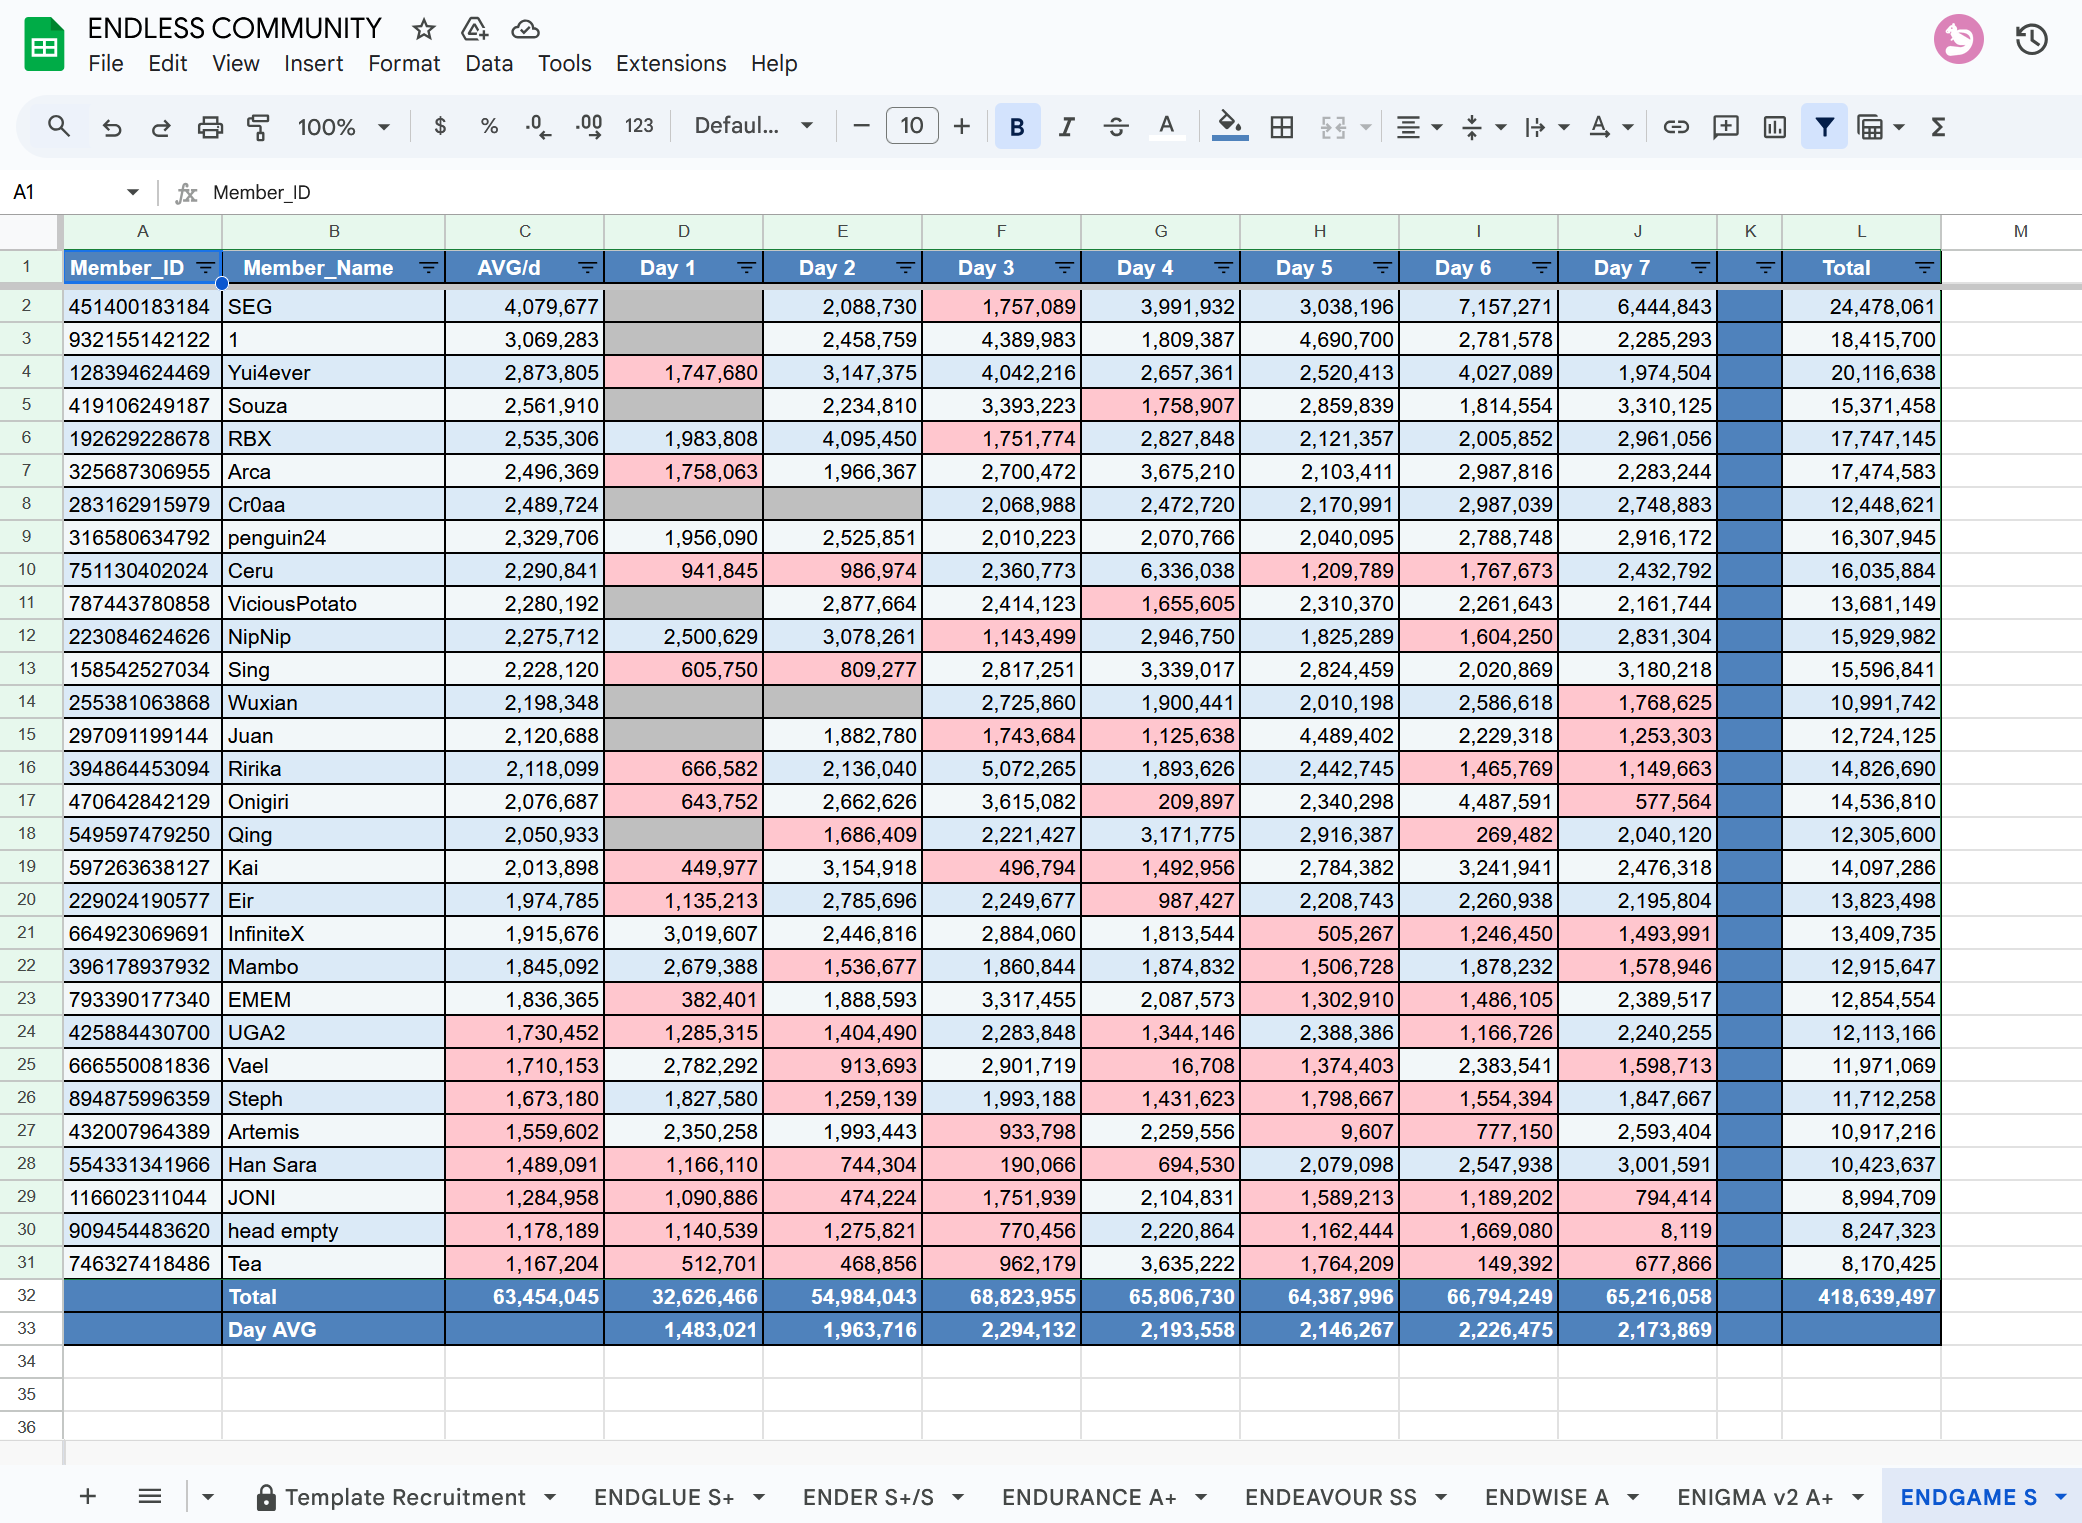 ENDLESS COMMUNITY
File Edit View Insert Format Data Tools Extensions Help
100% $ % .0 .00 123 Defaul... 10 B I S A A Σ
A1 fx Member_ID
A B C D E F G H I J K L M
1 Member_ID Member_Name AVG/d Day 1 Day 2 Day 3 Day 4 Day 5 Day 6 Day 7 Total
2 451400183184 SEG 4,079,677 2,088,730 1,757,089 3,991,932 3,038,196 7,157,271 6,444,843 24,478,061
3 932155142122 1 3,069,283 2,458,759 4,389,983 1,809,387 4,690,700 2,781,578 2,285,293 18,415,700
4 128394624469 Yui4ever 2,873,805 1,747,680 3,147,375 4,042,216 2,657,361 2,520,413 4,027,089 1,974,504 20,116,638
5 419106249187 Souza 2,561,910 2,234,810 3,393,223 1,758,907 2,859,839 1,814,554 3,310,125 15,371,458
6 192629228678 RBX 2,535,306 1,983,808 4,095,450 1,751,774 2,827,848 2,121,357 2,005,852 2,961,056 17,747,145
7 325687306955 Arca 2,496,369 1,758,063 1,966,367 2,700,472 3,675,210 2,103,411 2,987,816 2,283,244 17,474,583
8 283162915979 Cr0aa 2,489,724 2,068,988 2,472,720 2,170,991 2,987,039 2,748,883 12,448,621
9 316580634792 penguin24 2,329,706 1,956,090 2,525,851 2,010,223 2,070,766 2,040,095 2,788,748 2,916,172 16,307,945
10 751130402024 Ceru 2,290,841 941,845 986,974 2,360,773 6,336,038 1,209,789 1,767,673 2,432,792 16,035,884
11 787443780858 ViciousPotato 2,280,192 2,877,664 2,414,123 1,655,605 2,310,370 2,261,643 2,161,744 13,681,149
12 223084624626 NipNip 2,275,712 2,500,629 3,078,261 1,143,499 2,946,750 1,825,289 1,604,250 2,831,304 15,929,982
13 158542527034 Sing 2,228,120 605,750 809,277 2,817,251 3,339,017 2,824,459 2,020,869 3,180,218 15,596,841
14 255381063868 Wuxian 2,198,348 2,725,860 1,900,441 2,010,198 2,586,618 1,768,625 10,991,742
15 297091199144 Juan 2,120,688 1,882,780 1,743,684 1,125,638 4,489,402 2,229,318 1,253,303 12,724,125
16 394864453094 Ririka 2,118,099 666,582 2,136,040 5,072,265 1,893,626 2,442,745 1,465,769 1,149,663 14,826,690
17 470642842129 Onigiri 2,076,687 643,752 2,662,626 3,615,082 209,897 2,340,298 4,487,591 577,564 14,536,810
18 549597479250 Qing 2,050,933 1,686,409 2,221,427 3,171,775 2,916,387 269,482 2,040,120 12,305,600
19 597263638127 Kai 2,013,898 449,977 3,154,918 496,794 1,492,956 2,784,382 3,241,941 2,476,318 14,097,286
20 229024190577 Eir 1,974,785 1,135,213 2,785,696 2,249,677 987,427 2,208,743 2,260,938 2,195,804 13,823,498
21 664923069691 InfiniteX 1,915,676 3,019,607 2,446,816 2,884,060 1,813,544 505,267 1,246,450 1,493,991 13,409,735
22 396178937932 Mambo 1,845,092 2,679,388 1,536,677 1,860,844 1,874,832 1,506,728 1,878,232 1,578,946 12,915,647
23 793390177340 EMEM 1,836,365 382,401 1,888,593 3,317,455 2,087,573 1,302,910 1,486,105 2,389,517 12,854,554
24 425884430700 UGA2 1,730,452 1,285,315 1,404,490 2,283,848 1,344,146 2,388,386 1,166,726 2,240,255 12,113,166
25 666550081836 Vael 1,710,153 2,782,292 913,693 2,901,719 16,708 1,374,403 2,383,541 1,598,713 11,971,069
26 894875996359 Steph 1,673,180 1,827,580 1,259,139 1,993,188 1,431,623 1,798,667 1,554,394 1,847,667 11,712,258
27 432007964389 Artemis 1,559,602 2,350,258 1,993,443 933,798 2,259,556 9,607 777,150 2,593,404 10,917,216
28 554331341966 Han Sara 1,489,091 1,166,110 744,304 190,066 694,530 2,079,098 2,547,938 3,001,591 10,423,637
29 116602311044 JONI 1,284,958 1,090,886 474,224 1,751,939 2,104,831 1,589,213 1,189,202 794,414 8,994,709
30 909454483620 head empty 1,178,189 1,140,539 1,275,821 770,456 2,220,864 1,162,444 1,669,080 8,119 8,247,323
31 746327418486 Tea 1,167,204 512,701 468,856 962,179 3,635,222 1,764,209 149,392 677,866 8,170,425
32 Total 63,454,045 32,626,466 54,984,043 68,823,955 65,806,730 64,387,996 66,794,249 65,216,058 418,639,497
33 Day AVG 1,483,021 1,963,716 2,294,132 2,193,558 2,146,267 2,226,475 2,173,869
34
35
36
+ Template Recruitment ENDGLUE S+ ENDER S+/S ENDURANCE A+ ENDEAVOUR SS ENDWISE A ENIGMA v2 A+ ENDGAME S